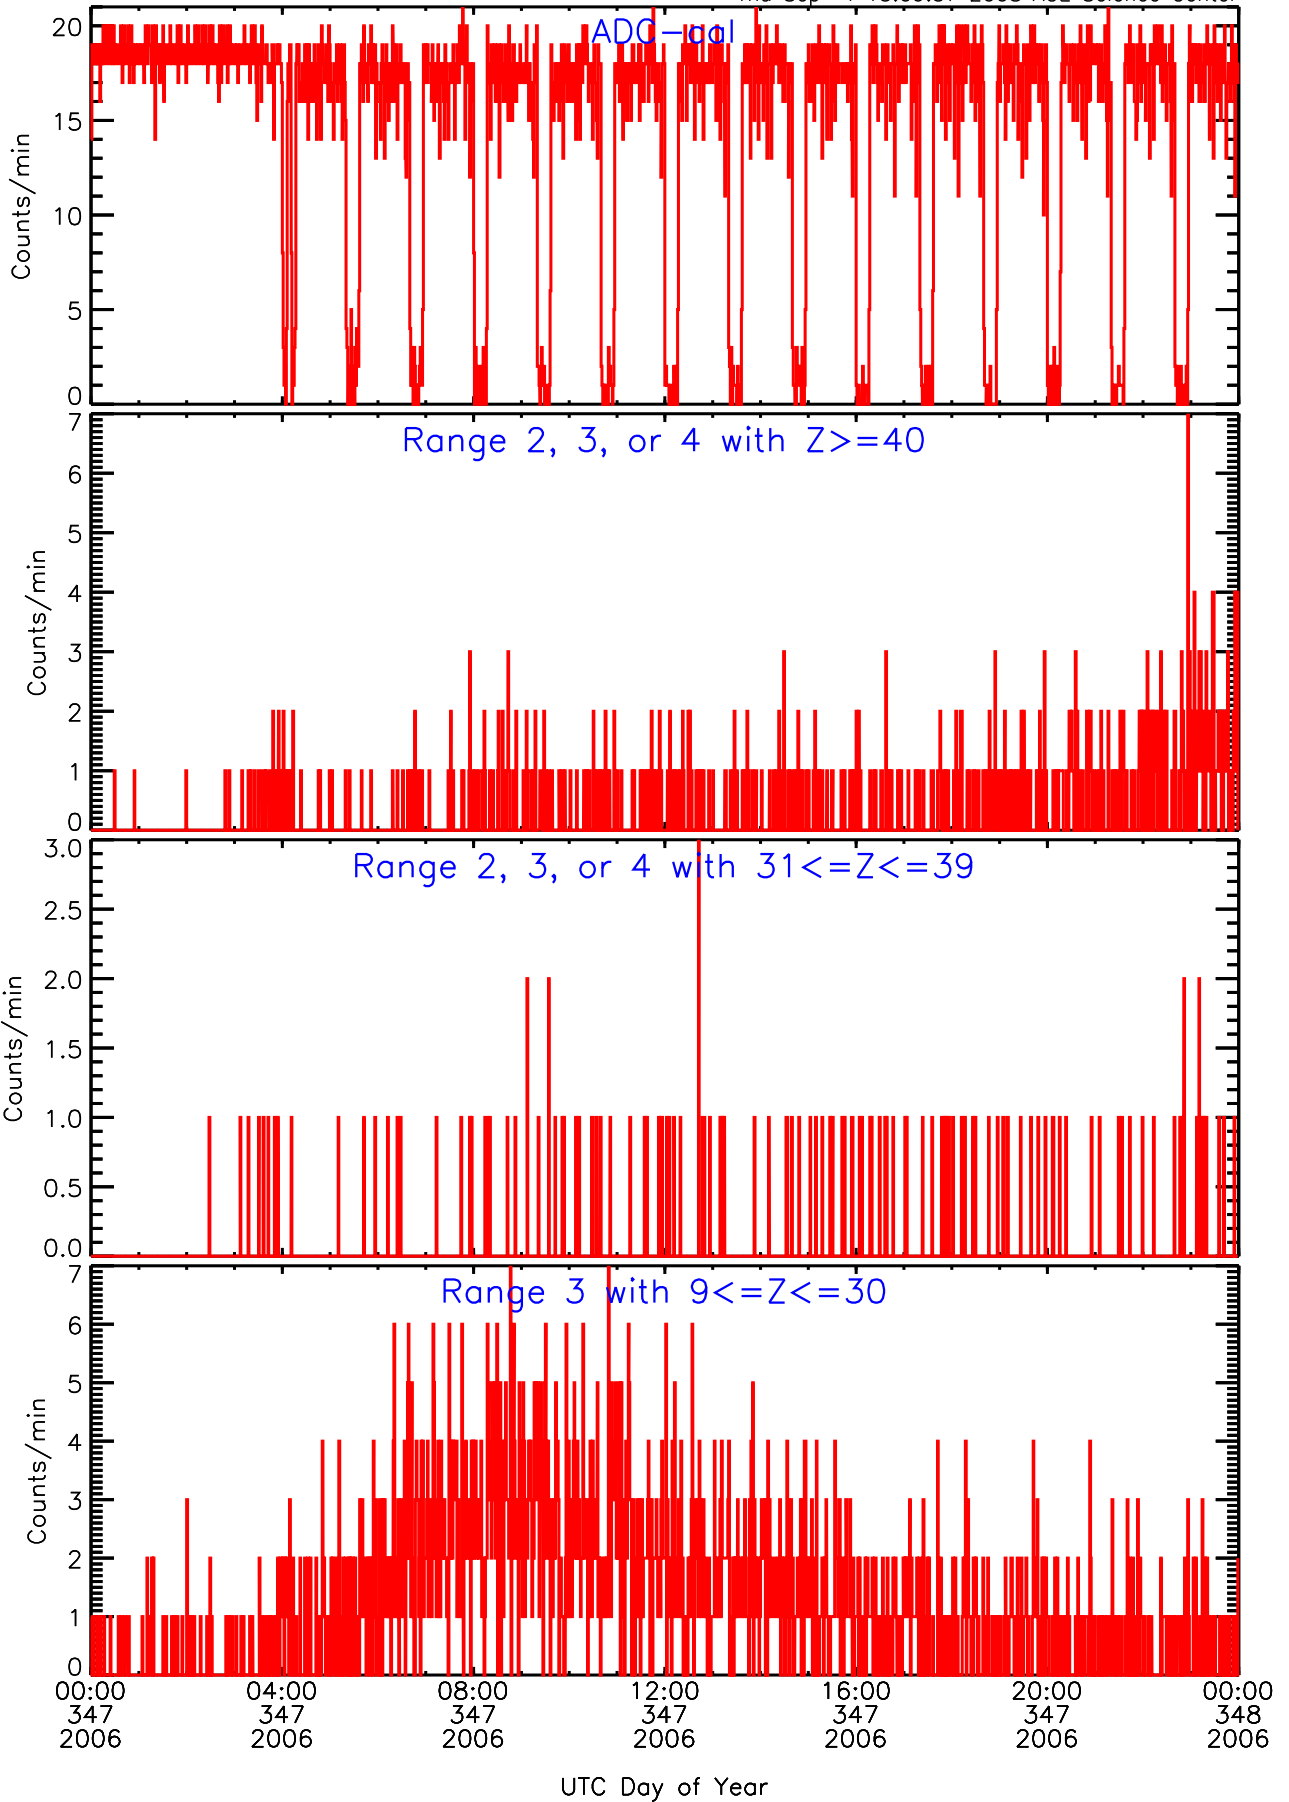 ADC-cal
20
15
10
5
0
Counts/min
Range 2, 3, or 4 with Z>=40
7
6
5
4
3
2
1
0
Counts/min
Range 2, 3, or 4 with 31<=Z<=39
3.0
2.5
2.0
1.5
1.0
0.5
0.0
Counts/min
Range 3 with 9<=Z<=30
7
6
5
4
3
2
1
0
Counts/min
00:00 04:00 08:00 12:00 16:00 20:00 00:00
347 347 347 347 347 347 348
2006 2006 2006 2006 2006 2006 2006
UTC Day of Year